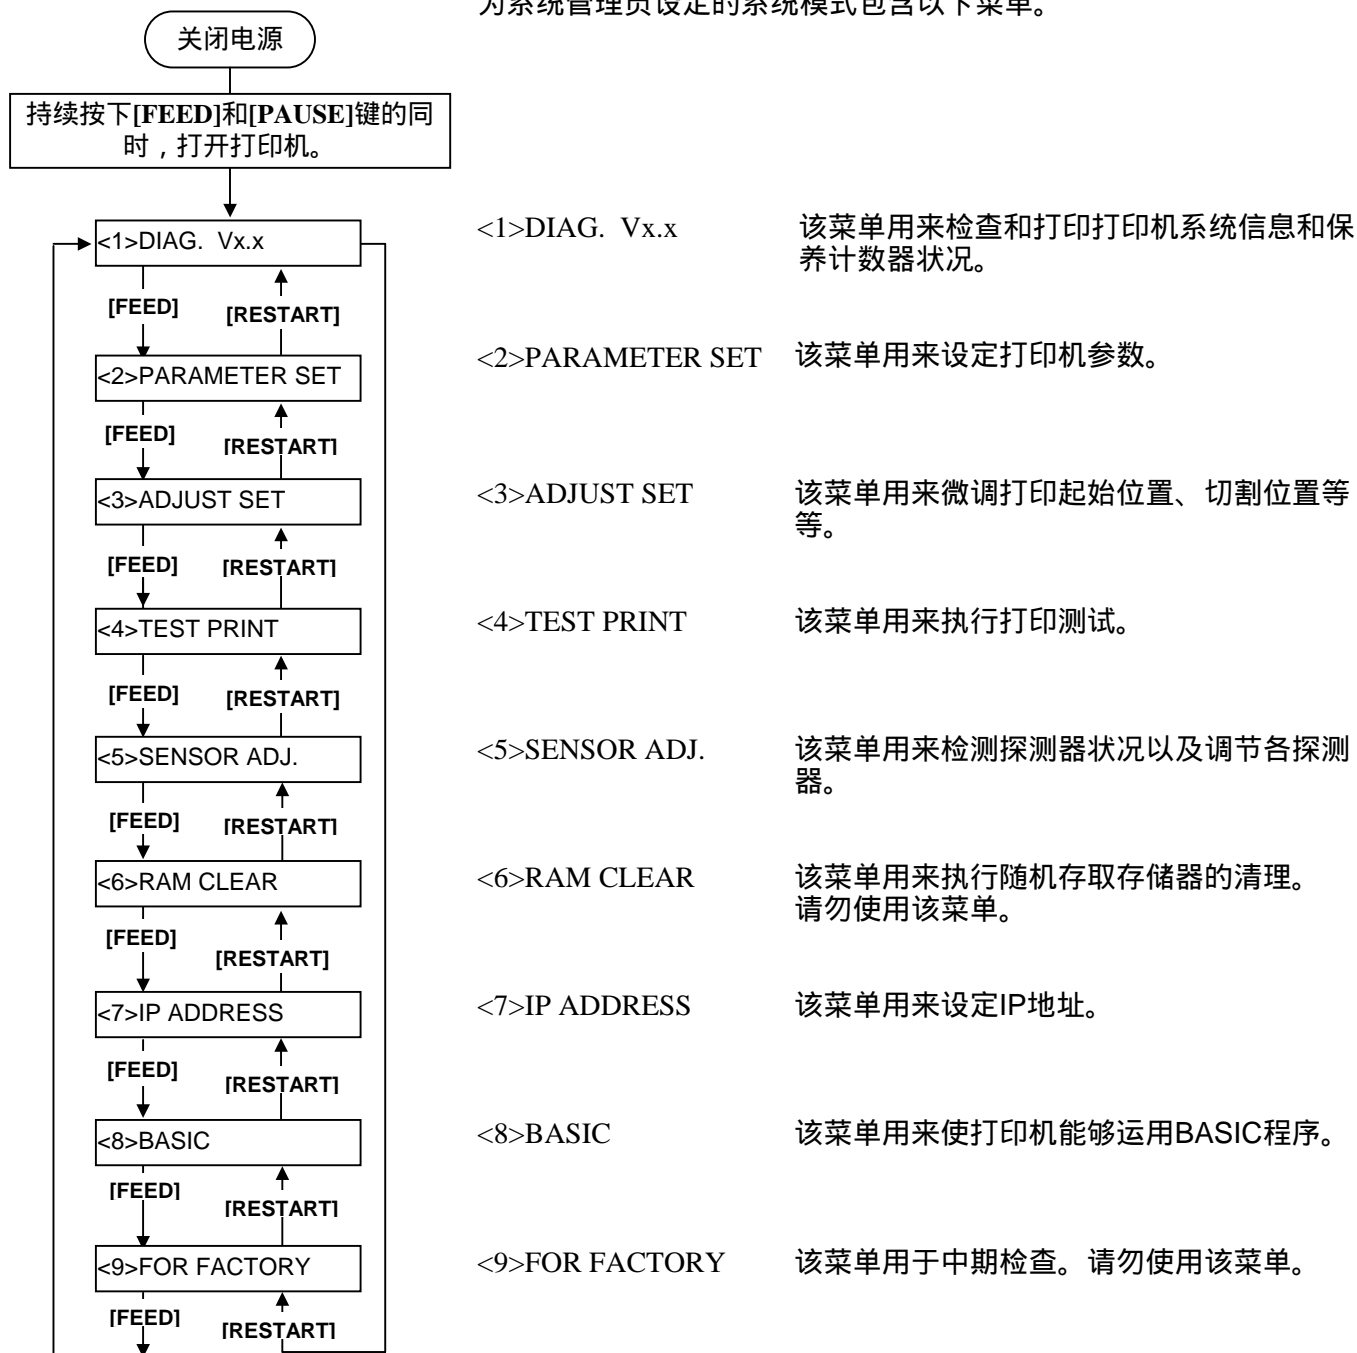 为系统管理员设定的系统模式包含以下菜单。
关闭电源
持续按下[FEED]和[PAUSE]键的同
时，打开打印机。
<1>DIAG. Vx.x
[FEED] [RESTART]
<2>PARAMETER SET
[FEED] [RESTART]
<3>ADJUST SET
[FEED] [RESTART]
<4>TEST PRINT
[FEED] [RESTART]
<5>SENSOR ADJ.
[FEED] [RESTART]
<6>RAM CLEAR
[FEED] [RESTART]
<7>IP ADDRESS
[FEED] [RESTART]
<8>BASIC
[FEED] [RESTART]
<9>FOR FACTORY
[FEED] [RESTART]
<1>DIAG. Vx.x 该菜单用来检查和打印打印机系统信息和保
养计数器状况。
<2>PARAMETER SET 该菜单用来设定打印机参数。
<3>ADJUST SET 该菜单用来微调打印起始位置、切割位置等
等。
<4>TEST PRINT 该菜单用来执行打印测试。
<5>SENSOR ADJ. 该菜单用来检测探测器状况以及调节各探测
器。
<6>RAM CLEAR 该菜单用来执行随机存取存储器的清理。
请勿使用该菜单。
<7>IP ADDRESS 该菜单用来设定IP地址。
<8>BASIC 该菜单用来使打印机能够运用BASIC程序。
<9>FOR FACTORY 该菜单用于中期检查。请勿使用该菜单。